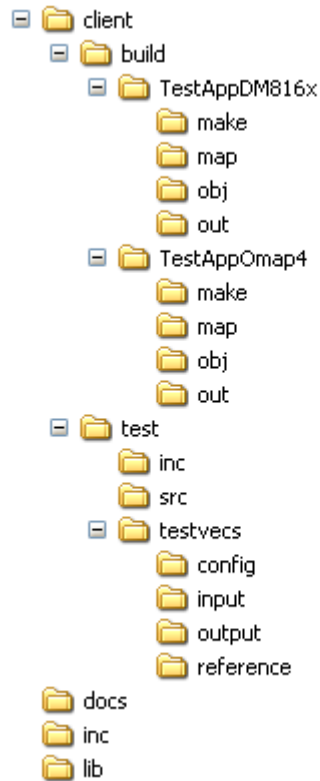 client
build
TestAppDM816x
make
map
obj
out
TestAppOmap4
make
map
obj
out
test
inc
src
testvecs
config
input
output
reference
docs
inc
lib